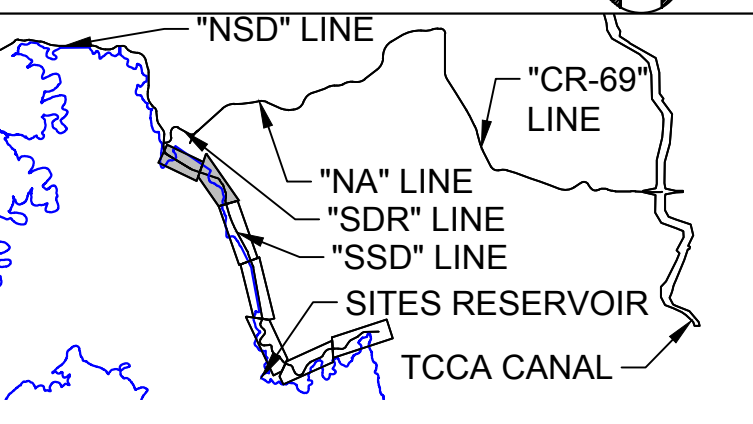 "NSD" LINE
"CR-69"
LINE
"NA" LINE
"SDR" LINE
"SSD" LINE
SITES RESERVOIR
TCCA CANAL